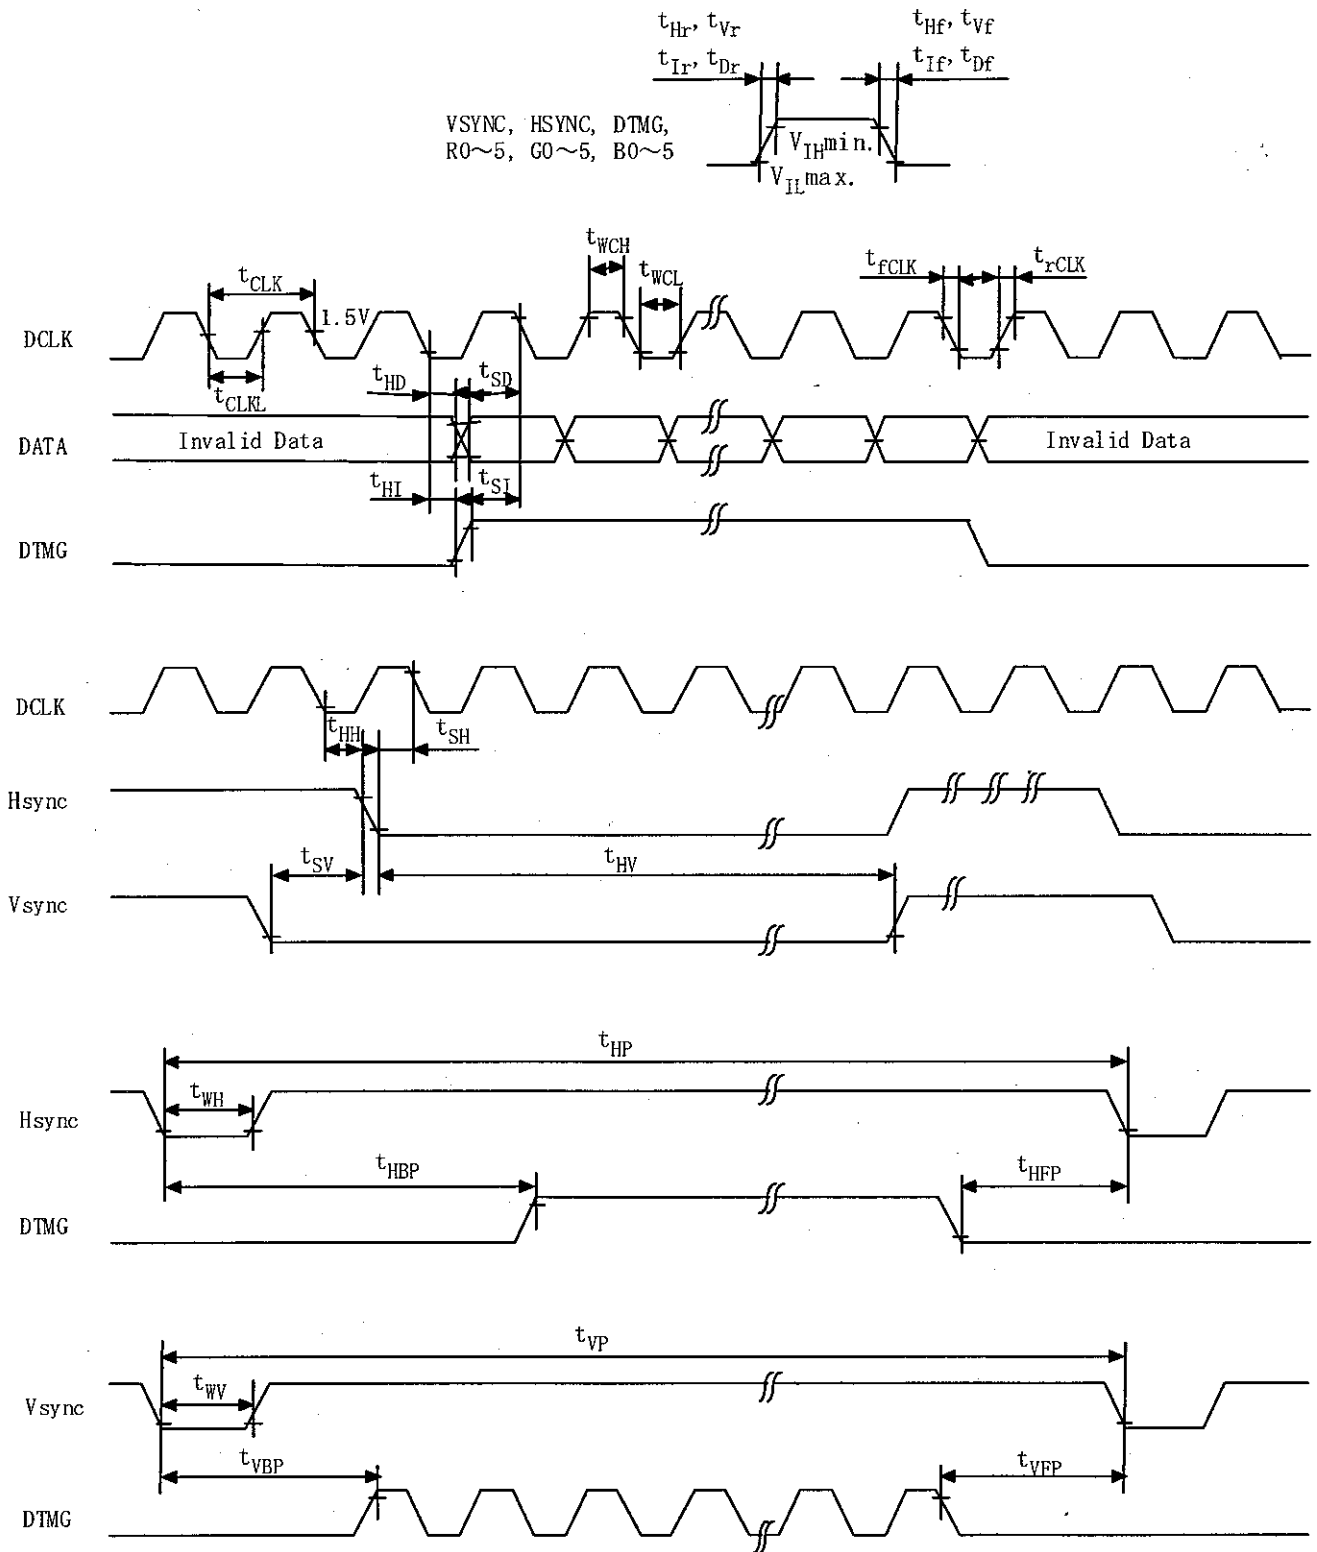 tHr, tVr
tIr, tDr
tHf, tVf
tIf, tDf
VSYNC, HSYNC, DTMG,
R0～5, G0～5, B0～5
VIHmin.
VILmax.
tCLK
tWCH
tWCL
tfCLK
trCLK
DCLK
1.5V
tCLKL
tHD
tSD
DATA
Invalid Data
Invalid Data
tHI
tSI
DTMG
DCLK
tHH
tSH
Hsync
tSV
tHV
Vsync
tHP
tWH
Hsync
tHBP
tHFP
DTMG
tVP
tWV
Vsync
tVBP
tVFP
DTMG